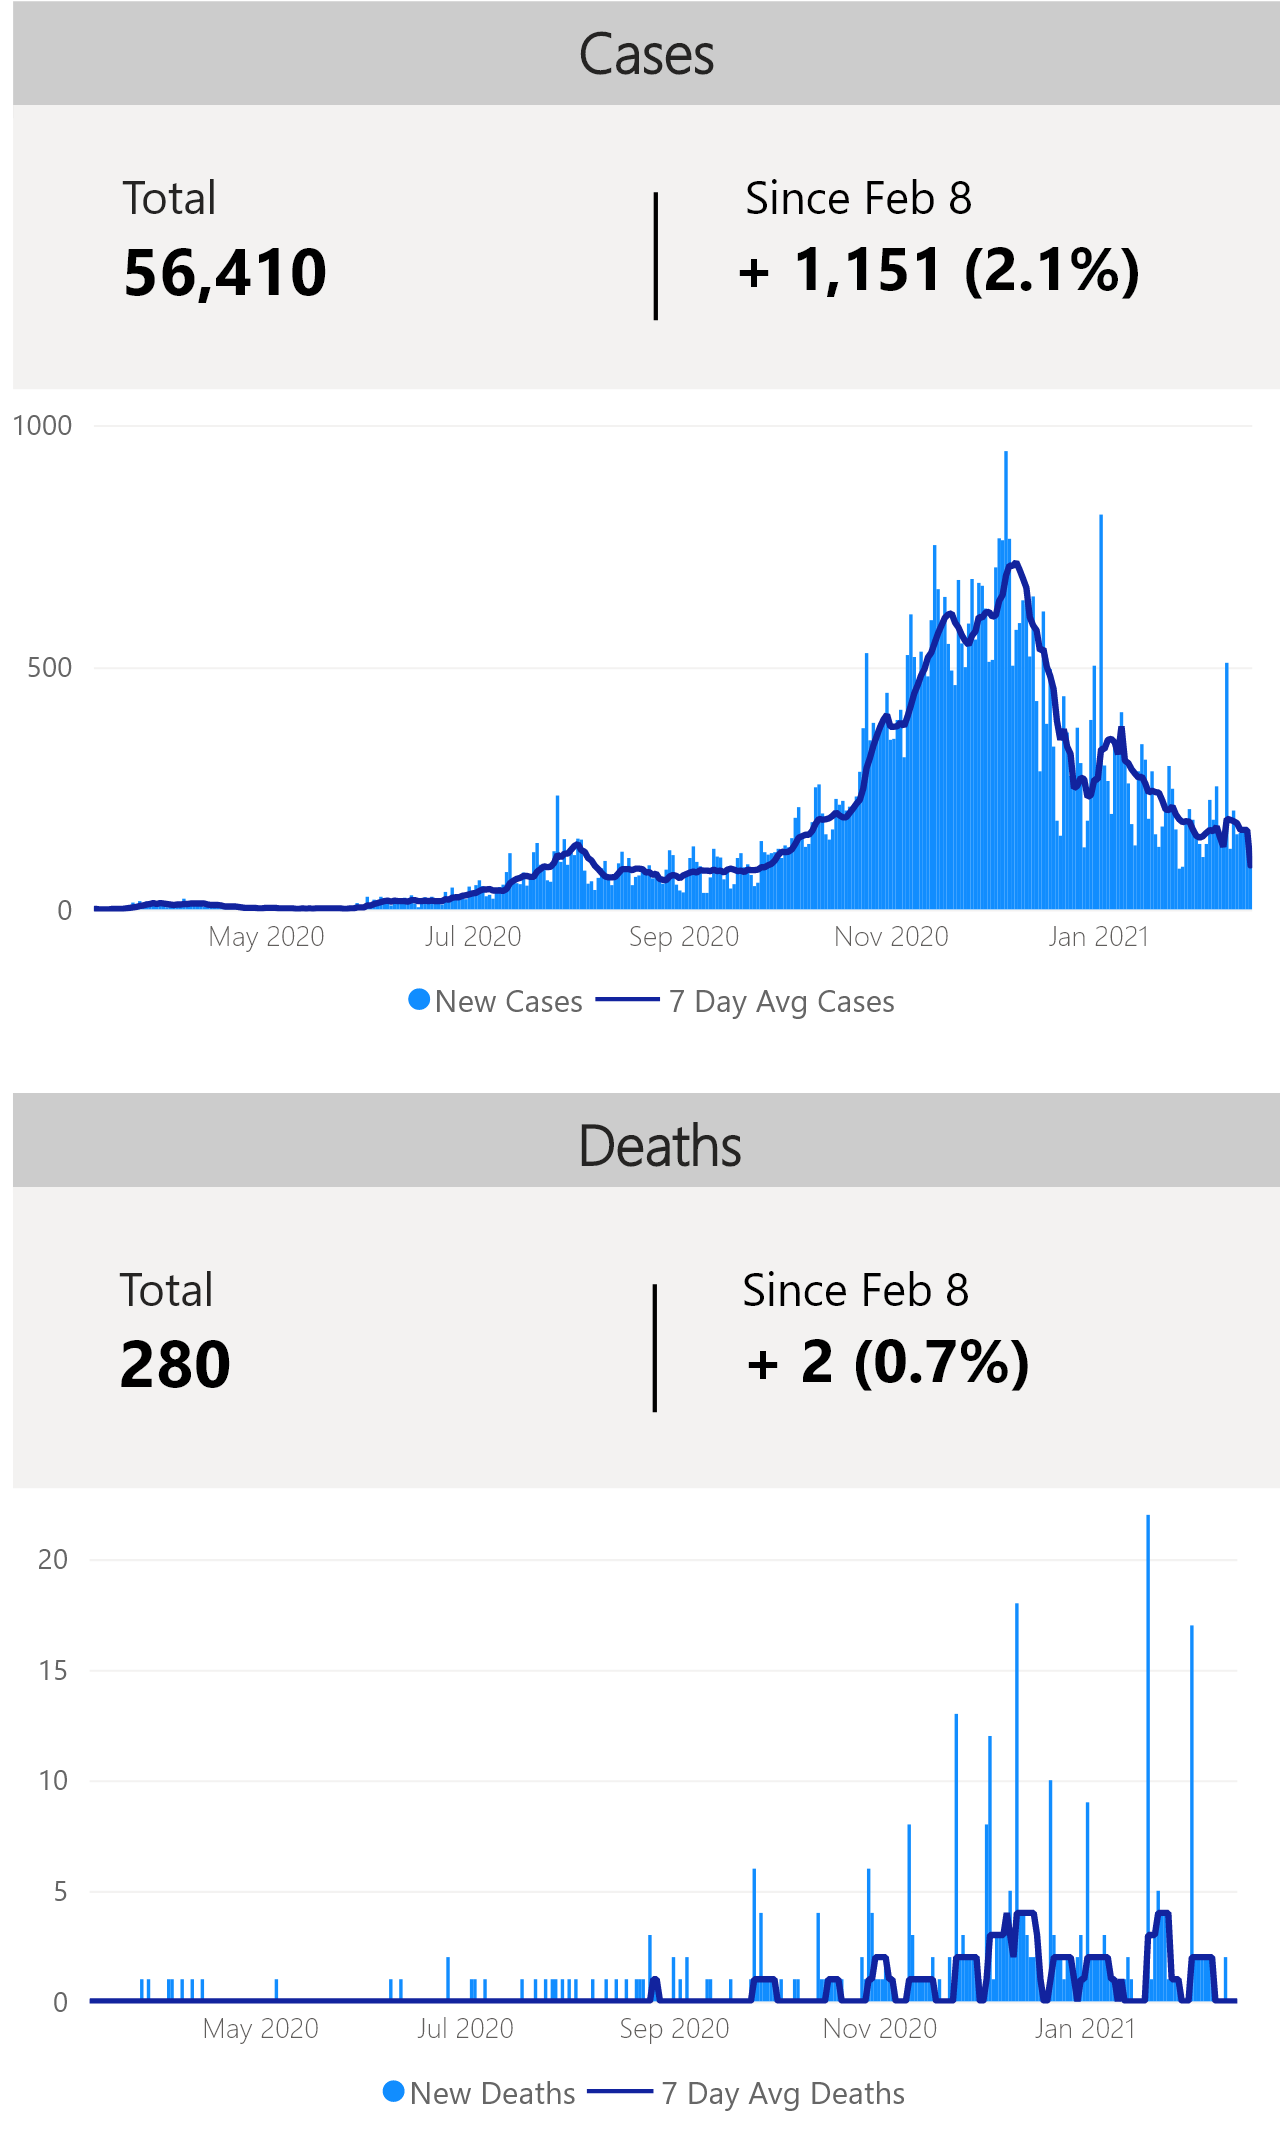 Cases
Total
Since Feb 8
56,410
+ 1,151 (2.1%)
1000
500
0
May 2020
Jul 2020
Sep 2020
Nov 2020
Jan 2021
New Cases
7 Day Avg Cases
Deaths
Total
Since Feb 8
280
+ 2 (0.7%)
20
15
10
5
0
May 2020
Jul 2020
Sep 2020
Nov 2020
Jan 2021
New Deaths
7 Day Avg Deaths